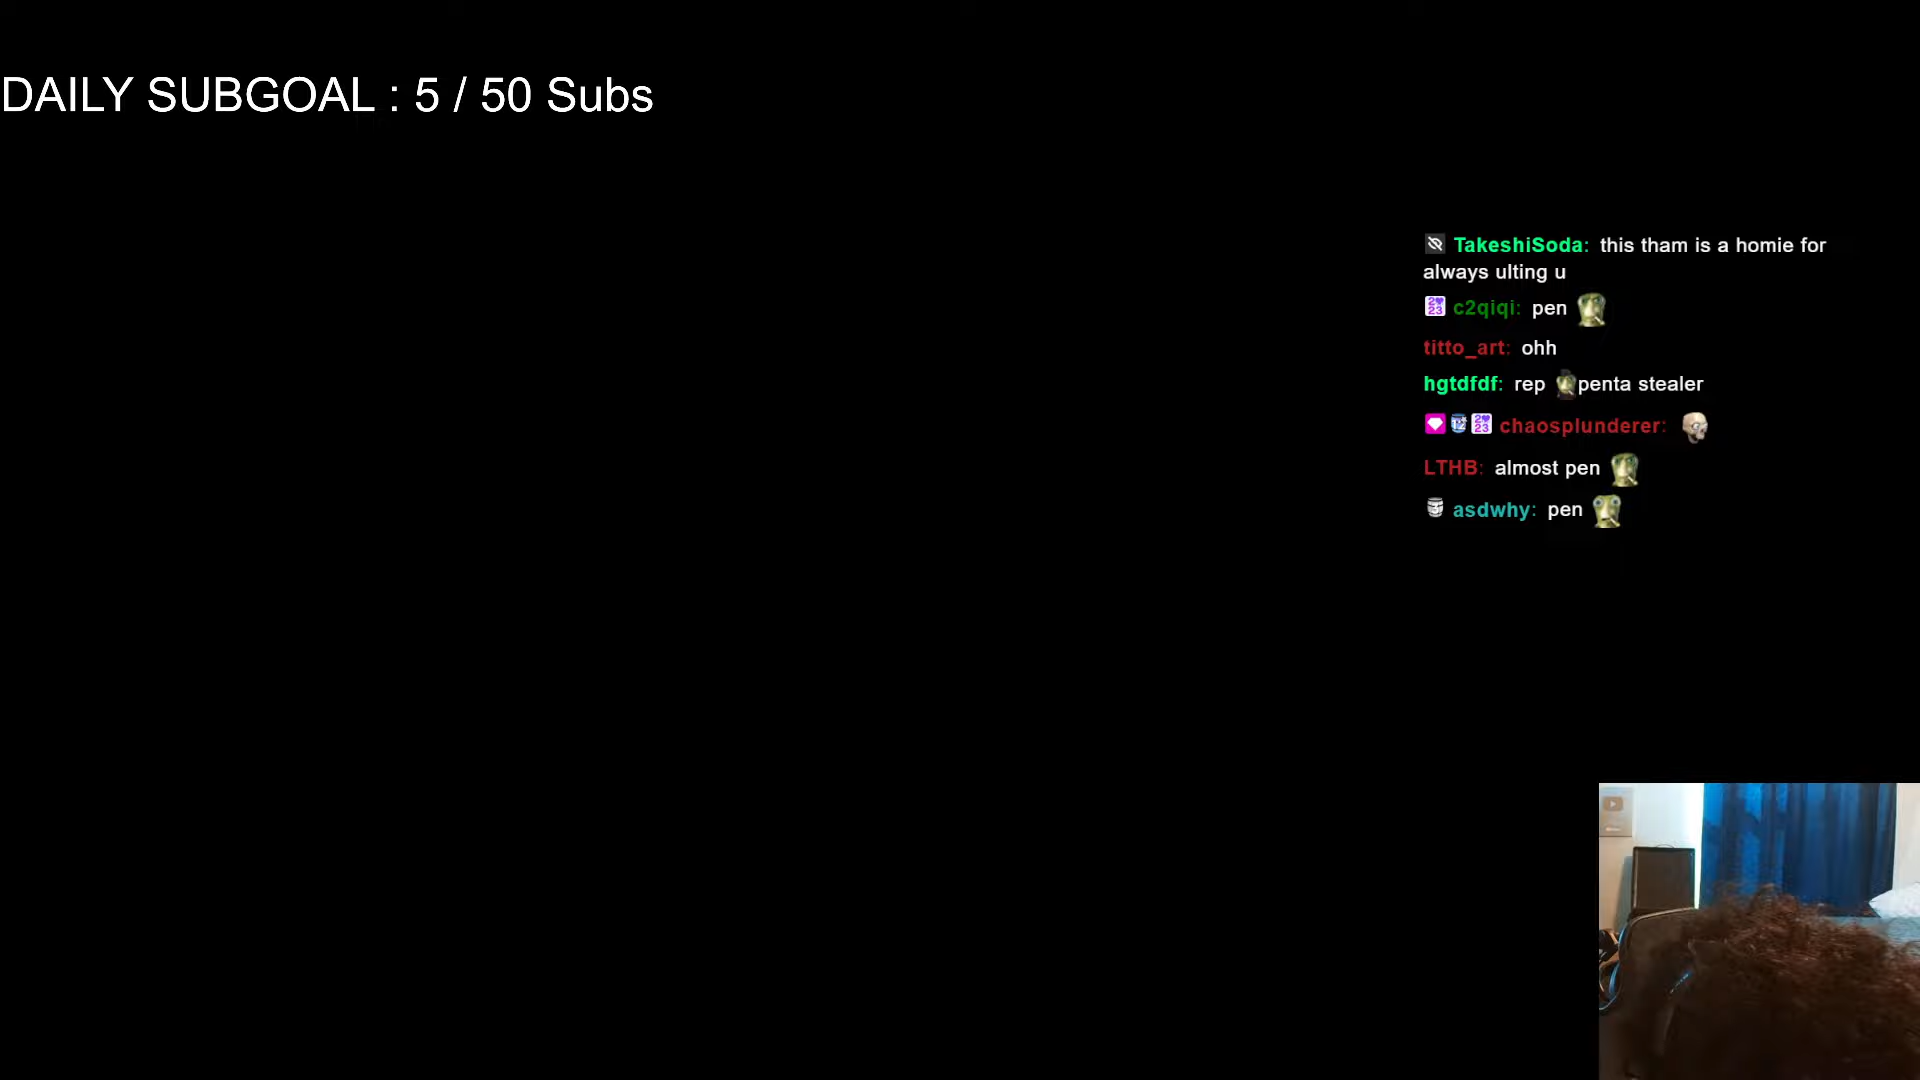 DAILY SUBGOAL : 5 / 50 Subs
TakeshiSoda: this tham is a homie for
always ulting u
c2qiqi: pen
titto_art: ohh
hgtdfdf: rep penta stealer
chaosplunderer:
LTHB: almost pen
asdwhy: pen